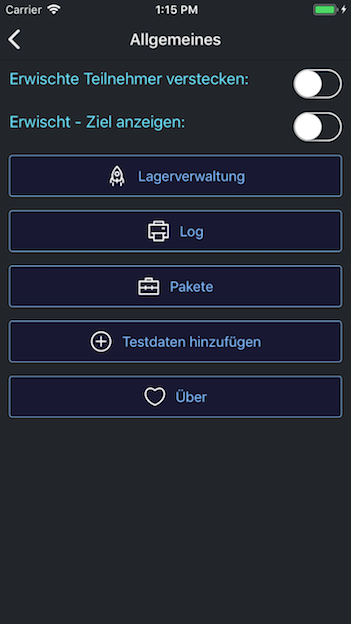 Carrier 1:15 PM
Allgemeines
Erwischte Teilnehmer verstecken:
Erwischt - Ziel anzeigen:
Lagerverwaltung
Log
Pakete
Testdaten hinzufügen
Über